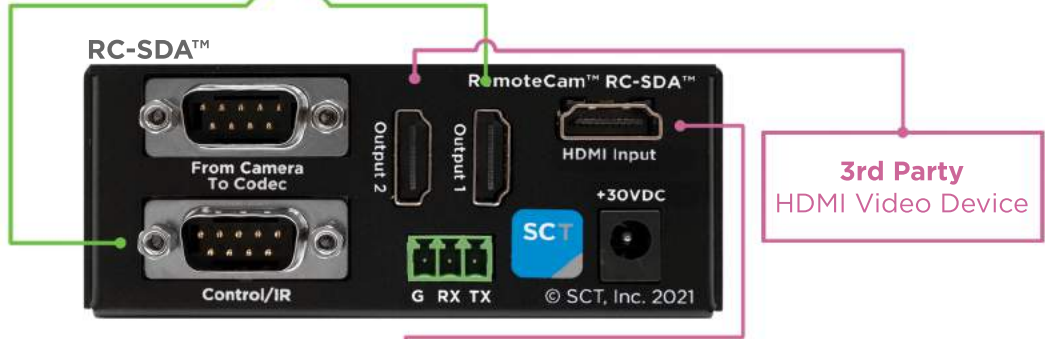 RC-SDA™
RemoteCam™ RC-SDA™
From Camera
To Codec
Output 2
Output 1
HDMI Input
+30VDC
3rd Party
HDMI Video Device
SCT
Control/IR
G RX TX
© SCT, Inc. 2021